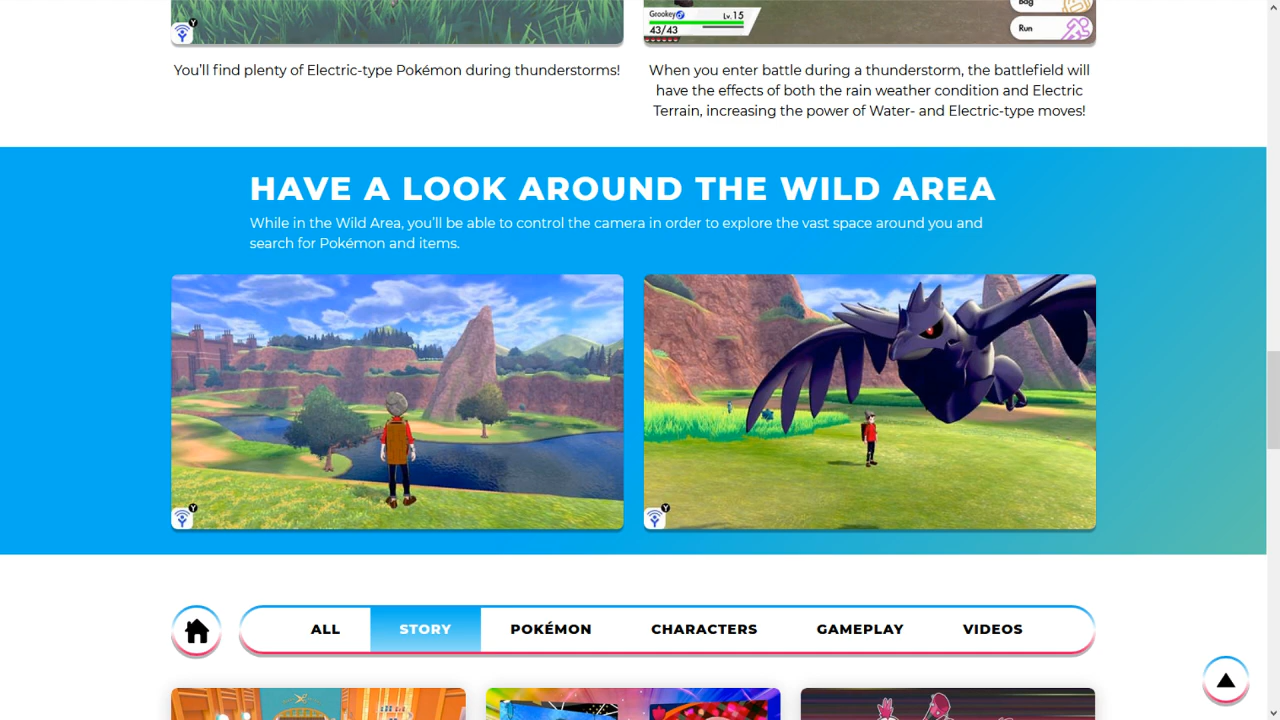 Y
Grookey♂ Lv. 15
43/43
Bag
Run
You'll find plenty of Electric-type Pokémon during thunderstorms!
When you enter battle during a thunderstorm, the battlefield will
have the effects of both the rain weather condition and Electric
Terrain, increasing the power of Water- and Electric-type moves!
HAVE A LOOK AROUND THE WILD AREA
While in the Wild Area, you'll be able to control the camera in order to explore the vast space around you and
search for Pokémon and items.
Y
Y
ALL STORY POKÉMON CHARACTERS GAMEPLAY VIDEOS